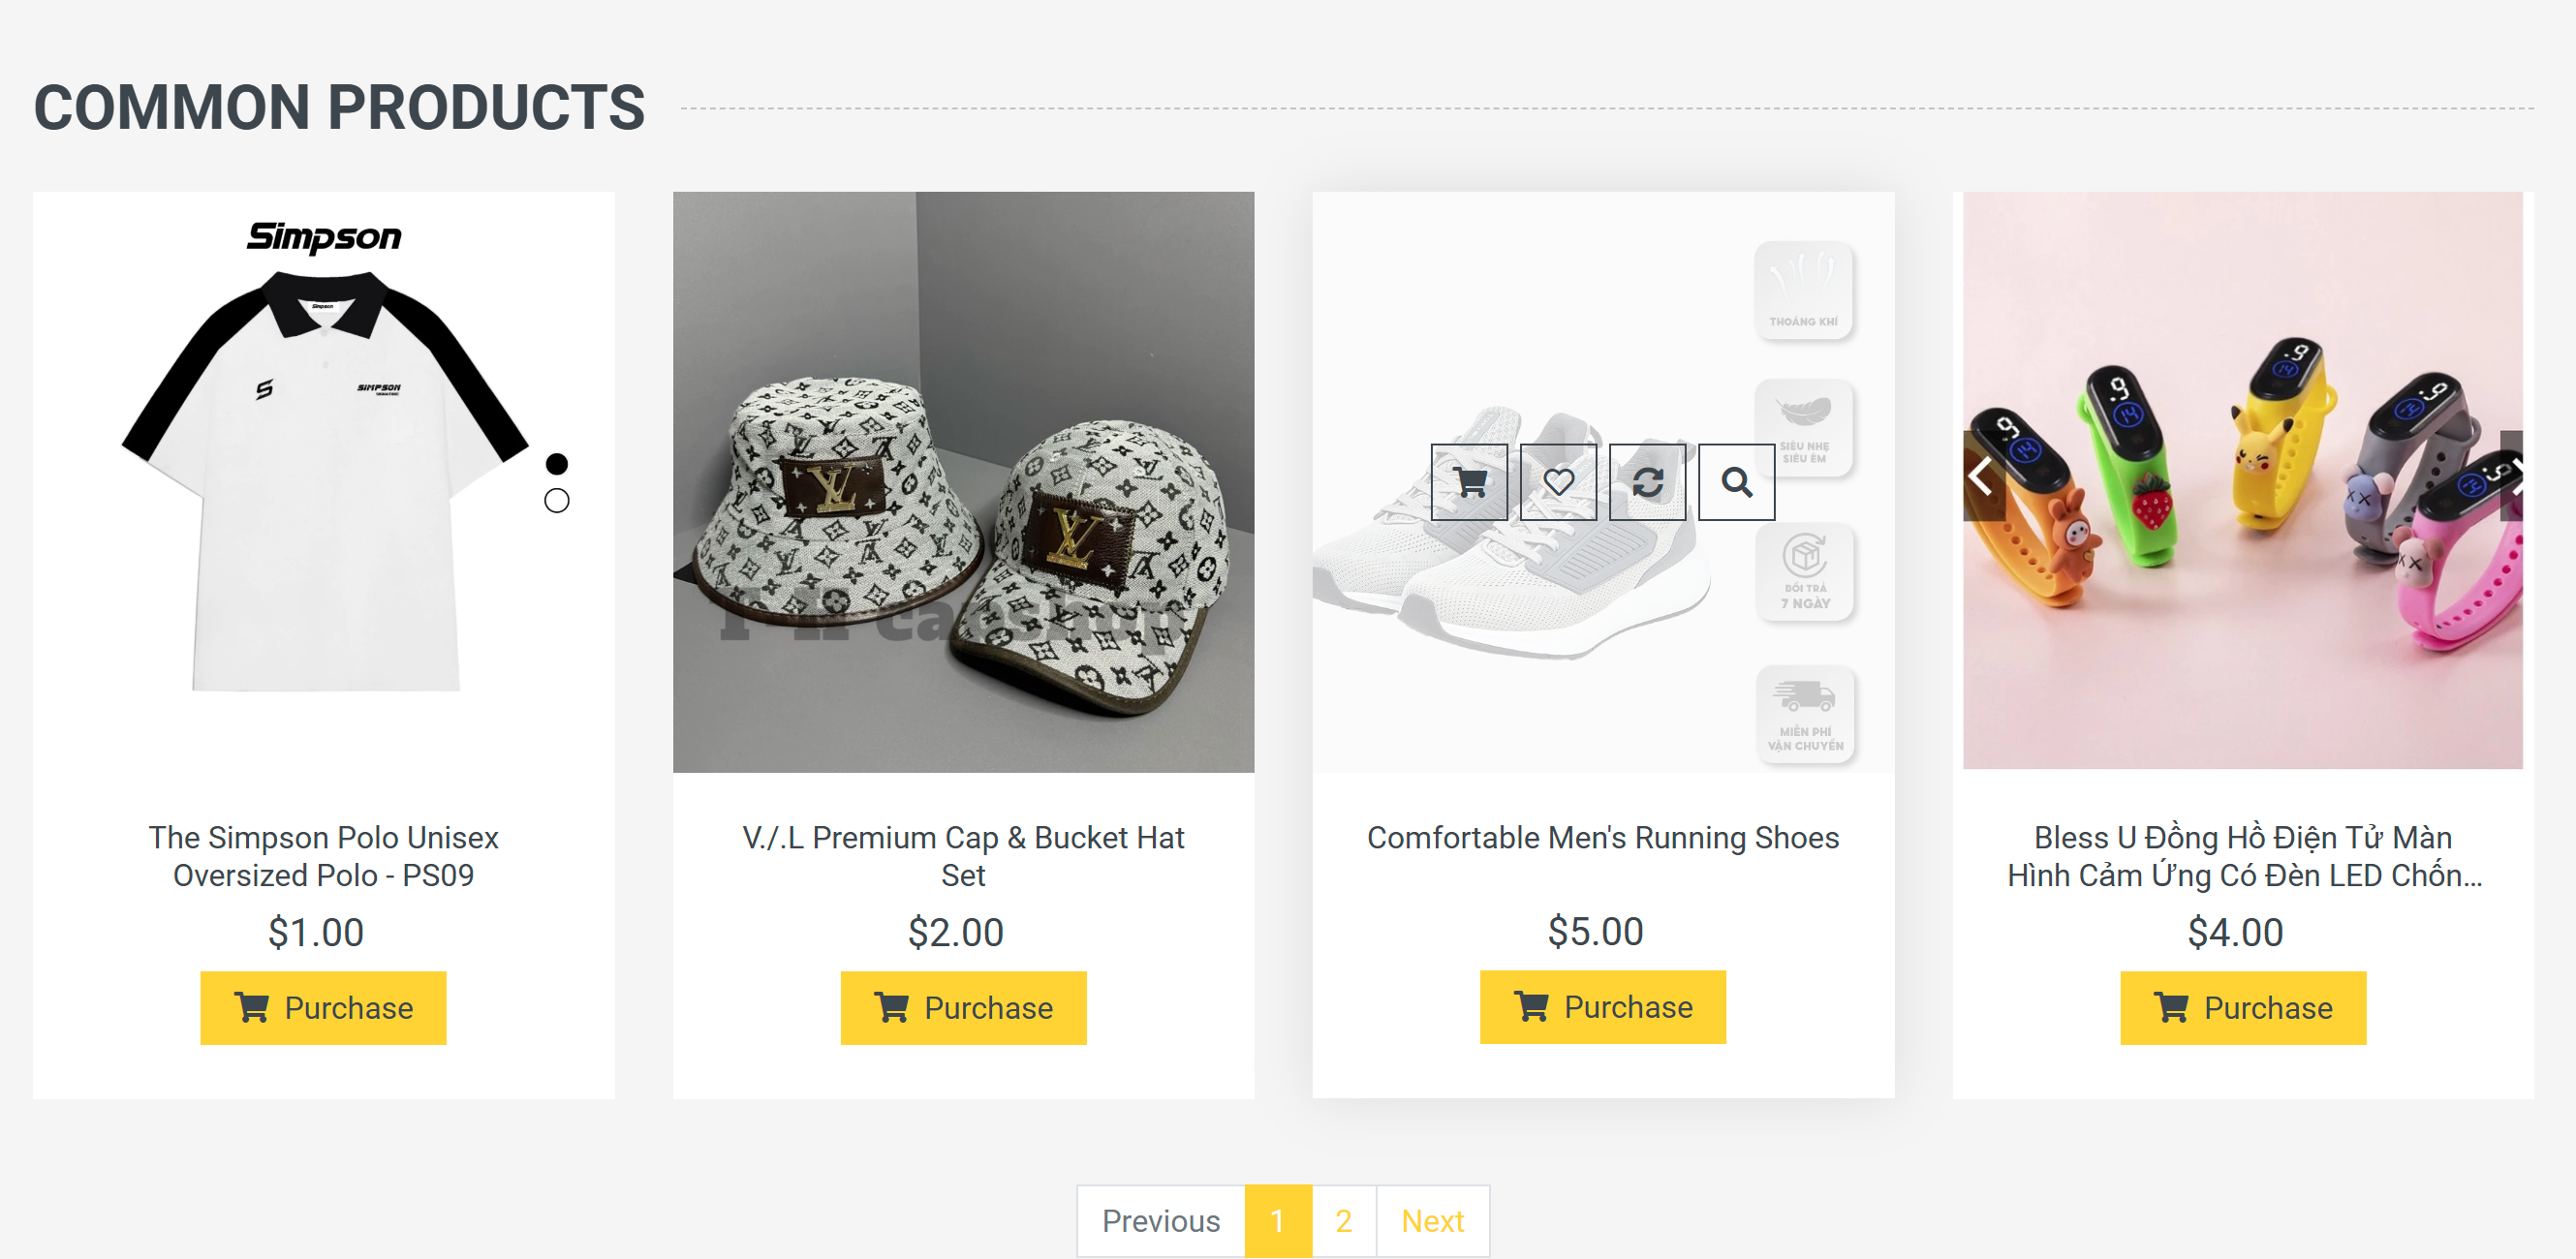 COMMON PRODUCTS
Simpson
Simpson
SIMPSON
THOÁNG KHÍ
SIÊU NHẸ
SIÊU ÊM
ĐỔI TRẢ
7 NGÀY
MIỄN PHÍ
VẬN CHUYỂN
The Simpson Polo Unisex
Oversized Polo - PS09
$1.00
Purchase
V./.L Premium Cap & Bucket Hat
Set
$2.00
Purchase
Comfortable Men's Running Shoes
$5.00
Purchase
Bless U Đồng Hồ Điện Tử Màn
Hình Cảm Ứng Có Đèn LED Chốn...
$4.00
Purchase
Previous 1 2 Next